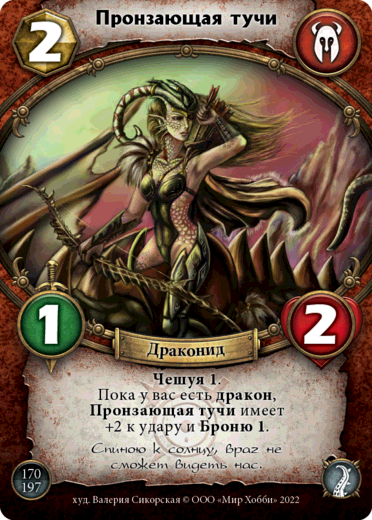 Пронзающая тучи
2
1
2
Драконид
Чешуя 1.
Пока у вас есть дракон,
Пронзающая тучи имеет
+2 к удару и Броню 1.
Спиною к солнцу, враг не
сможет видеть нас.
170
197
худ. Валерия Сикорская © ООО «Мир Хобби» 2022